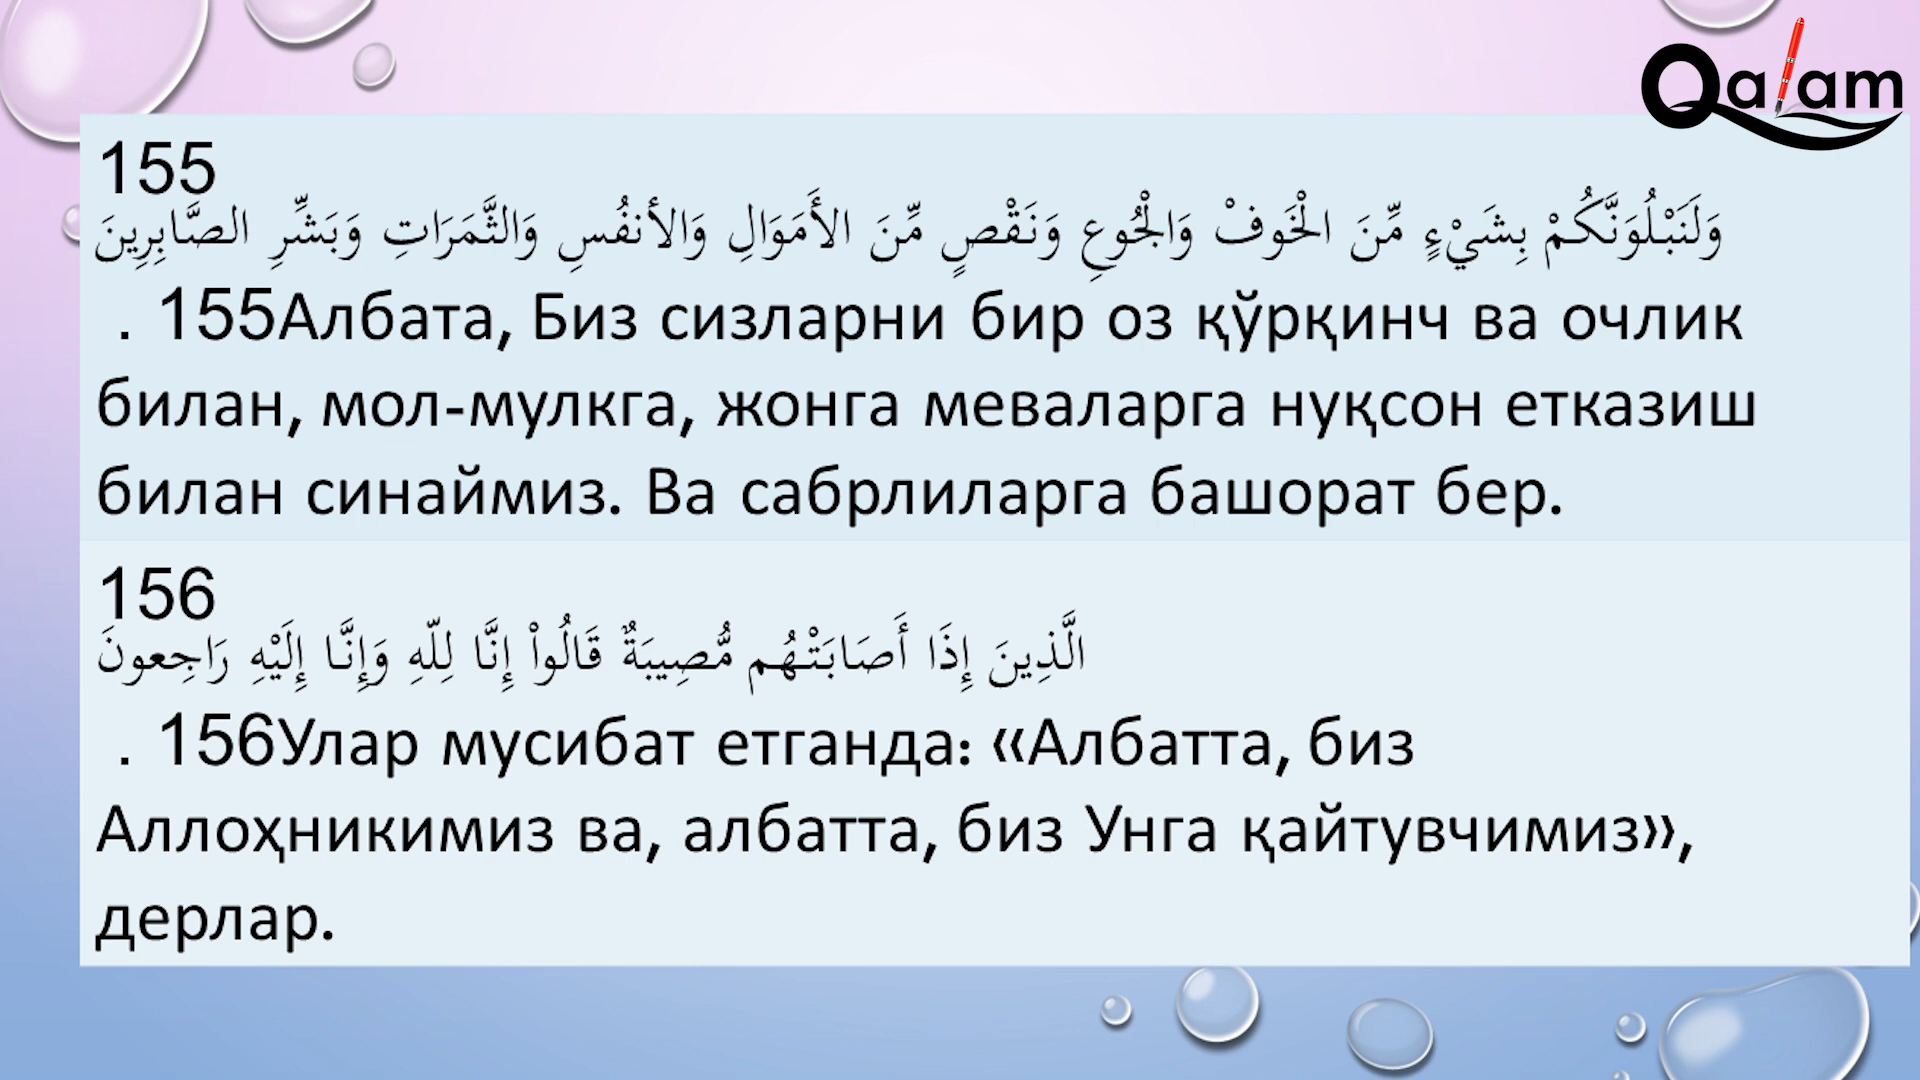 Qalam
155
وَلَنَبْلُوَنَّكُمْ بِشَيْءٍ مِّنَ الْخَوفْ وَالْجُوعِ وَنَقْصٍ مِّنَ الأَمَوَالِ وَالأنفُسِ وَالثَّمَرَاتِ وَبَشِّرِ الصَّابِرِينَ
. 155Албата, Биз сизларни бир оз қўрқинч ва очлик
билан, мол-мулкга, жонга меваларга нуқсон етказиш
билан синаймиз. Ва сабрлиларга башорат бер.
156
الَّذِينَ إِذَا أَصَابَتْهُم مُّصِيبَةٌ قَالُواْ إِنَّا لِلّهِ وَإِنَّا إِلَيْهِ رَاجِعونَ
. 156Улар мусибат етганда: «Албатта, биз
Аллоҳникимиз ва, албатта, биз Унга қайтувчимиз»,
дерлар.